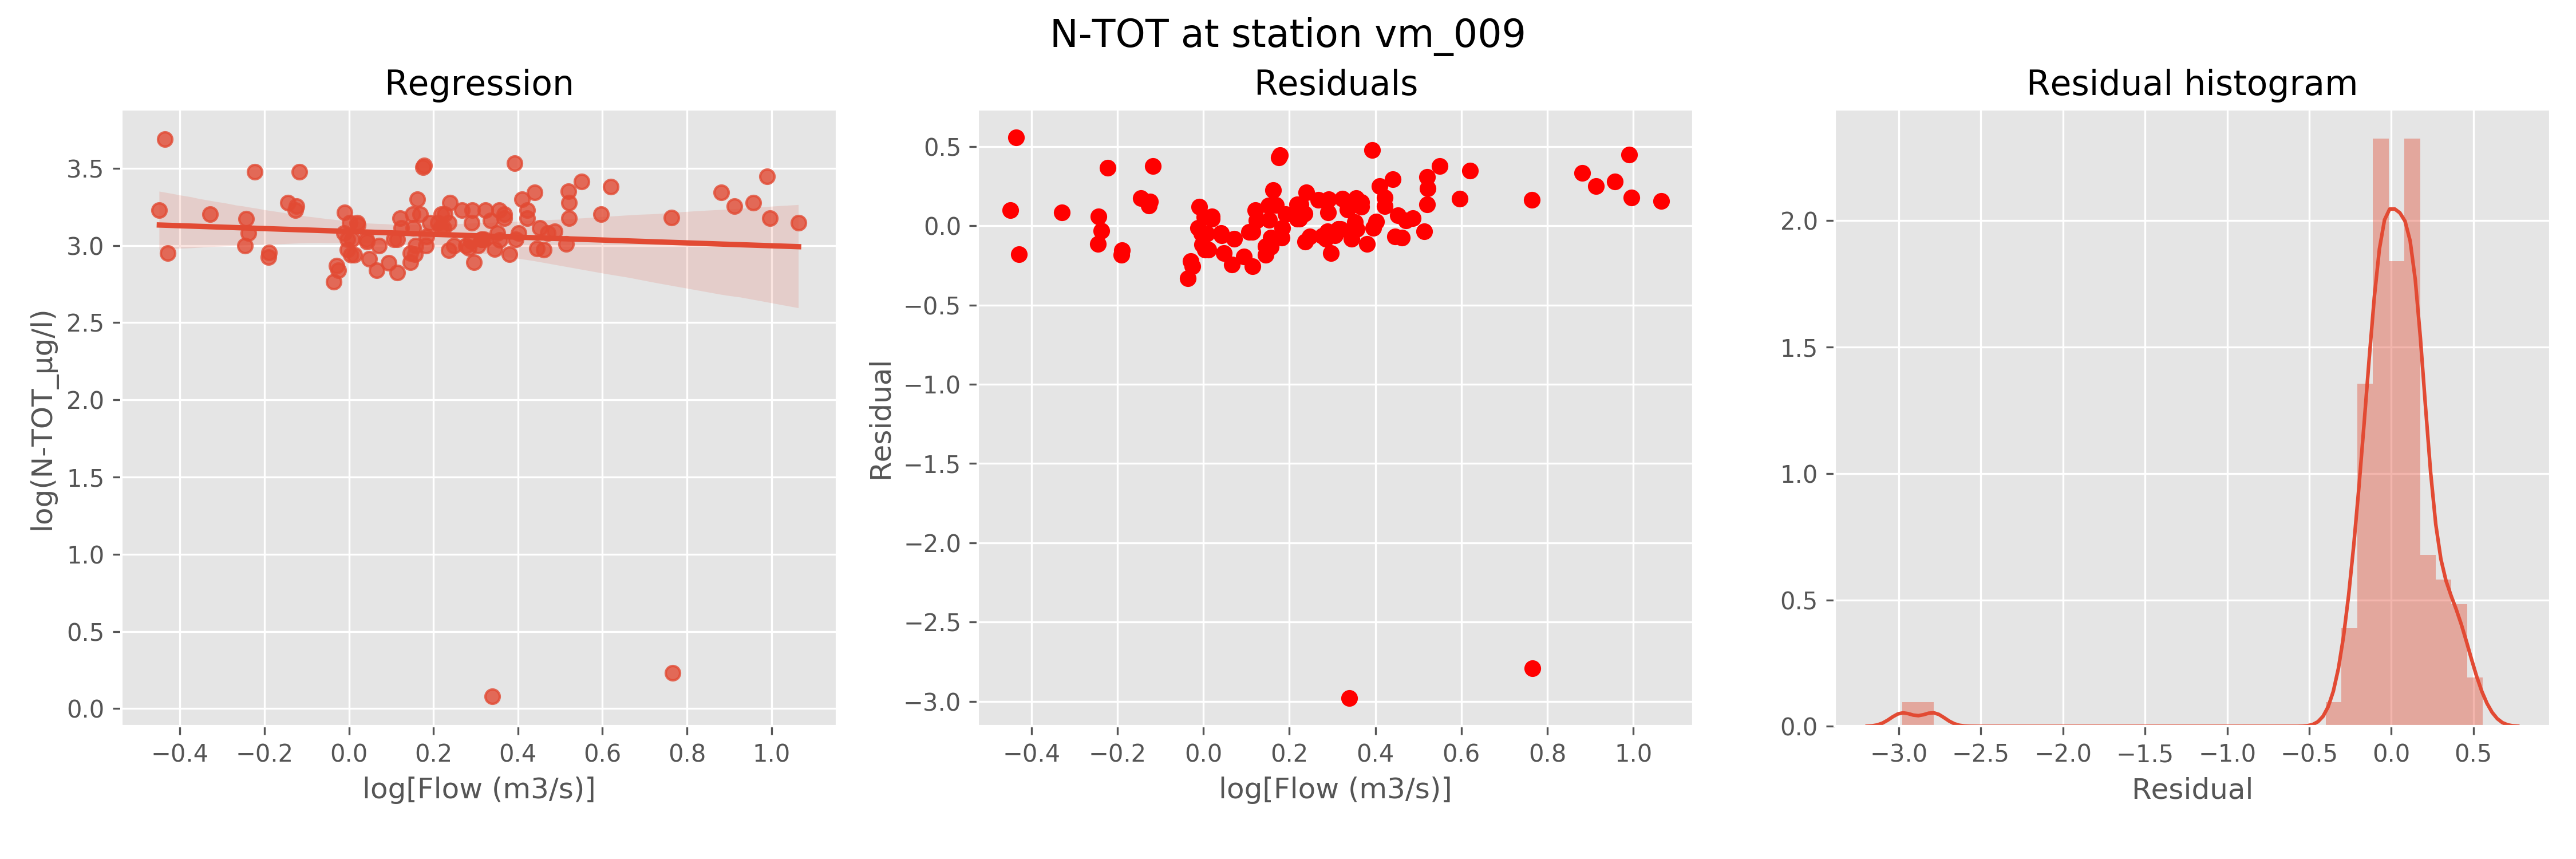 N-TOT at station vm_009
Regression
3.5
3.0
2.5
2.0
1.5
1.0
0.5
0.0
log(N-TOT_µg/l)
−0.4 −0.2 0.0 0.2 0.4 0.6 0.8 1.0
log[Flow (m3/s)]
Residuals
0.5
0.0
−0.5
−1.0
−1.5
−2.0
−2.5
−3.0
Residual
−0.4 −0.2 0.0 0.2 0.4 0.6 0.8 1.0
log[Flow (m3/s)]
Residual histogram
2.0
1.5
1.0
0.5
0.0
−3.0 −2.5 −2.0 −1.5 −1.0 −0.5 0.0 0.5
Residual